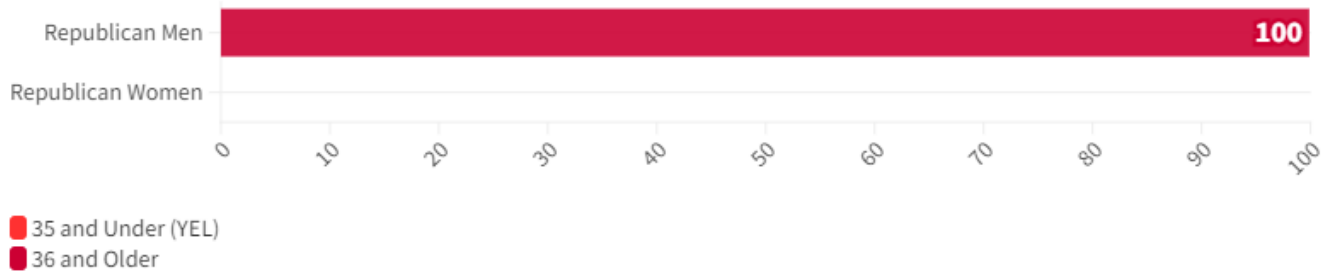 Republican Men 100
Republican Women
0 10 20 30 40 50 60 70 80 90 100
35 and Under (YEL)
36 and Older